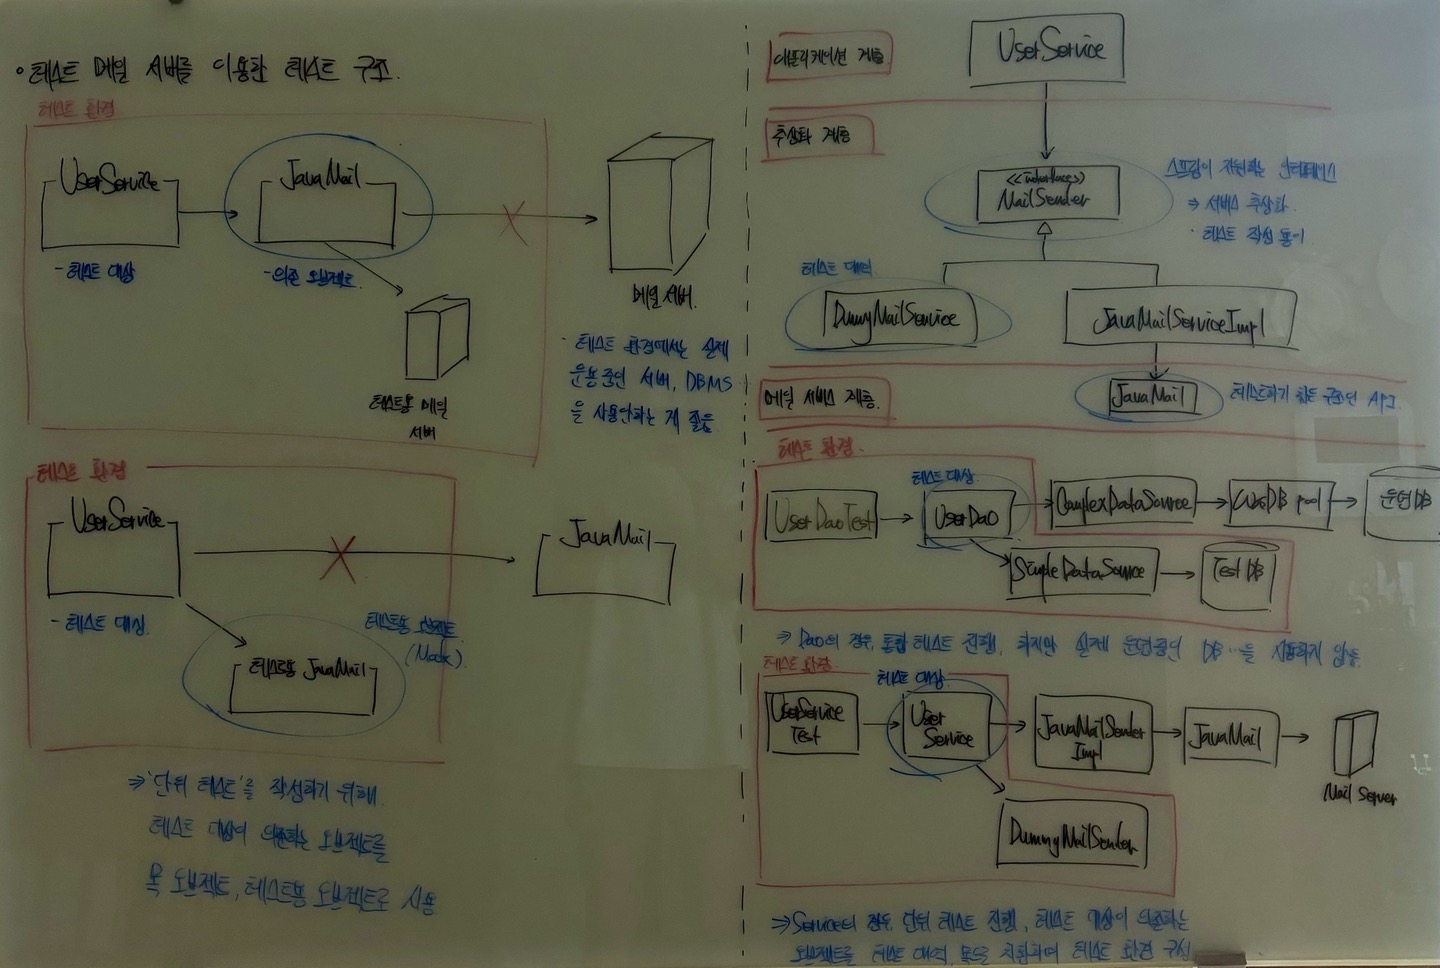 ◦ 테스트 메일 서버를 이용한 테스트 구조.
테스트 환경
UserService
JavaMail
- 테스트 대상
- 의존 오브젝트.
메일 서버.
테스트용 메일
서버
· 테스트 환경에서는 실제
운용중인 서버, DBMS
을 사용안하는 게 좋음
테스트 환경
UserService
JavaMail
- 테스트 대상.
테스트용 오브젝트
(Mock).
테스트용 JavaMail
⇒ '단위 테스트'를 작성하기 위해
테스트 대상이 의존하는 오브젝트를
목 오브젝트, 테스트용 오브젝트로 사용
애플리케이션 계층
UserService
추상화 계층
<<interface>>
MailSender
스프링이 지원하는 인터페이스
⇒ 서비스 추상화.
· 테스트 작성 용이.
테스트 대역
DummyMailService
JavaMailServiceImpl
메일 서비스 계층.
JavaMail
테스트하기 힘든 구조인 API
테스트 환경.
테스트 대상.
UserDaoTest
UserDao
ComplexDataSource
WasDB pool
운영DB
SimpleDataSource
Test DB
⇒ Dao의 경우, 통합 테스트 진행, 하지만 실제 운영중인 DB..을 사용하지 않음.
테스트 환경.
테스트 대상.
UserService
Test
User
Service
JavaMailSender
Impl
JavaMail
Mail Server
DummyMailSender
⇒ Service의 경우, 단위 테스트 진행, 테스트 대상이 의존하는
오브젝트를 테스트 대역, 목으로 치환하여 테스트 환경 구성